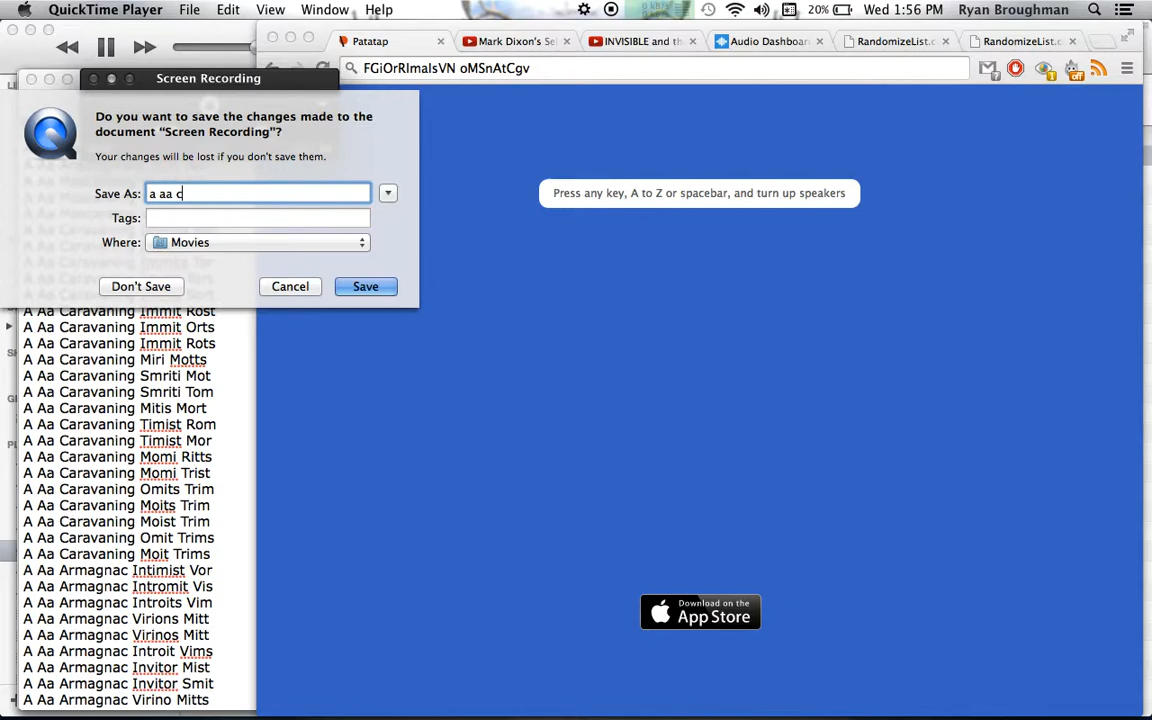 QuickTime Player File Edit View Window Help 20% Wed 1:56 PM Ryan Broughman
Patatap Mark Dixon's Se INVISIBLE and th Audio Dashboar RandomizeList.c RandomizeList.c
FGiOrRImaIsVN oMSnAtCgv
off
Screen Recording
Do you want to save the changes made to the
document “Screen Recording”?
Your changes will be lost if you don't save them.
Save As: a aa c
Tags:
Where: Movies
Don't Save Cancel Save
Press any key, A to Z or spacebar, and turn up speakers
A Aa Caravaning Immit Rost
A Aa Caravaning Immit Orts
A Aa Caravaning Immit Rots
A Aa Caravaning Miri Motts
A Aa Caravaning Smriti Mot
A Aa Caravaning Smriti Tom
A Aa Caravaning Mitis Mort
A Aa Caravaning Timist Rom
A Aa Caravaning Timist Mor
A Aa Caravaning Momi Ritts
A Aa Caravaning Momi Trist
A Aa Caravaning Omits Trim
A Aa Caravaning Moits Trim
A Aa Caravaning Moist Trim
A Aa Caravaning Omit Trims
A Aa Caravaning Moit Trims
A Aa Armagnac Intimist Vor
A Aa Armagnac Intromit Vis
A Aa Armagnac Introits Vim
A Aa Armagnac Virions Mitt
A Aa Armagnac Virinos Mitt
A Aa Armagnac Introit Vims
A Aa Armagnac Invitor Mist
A Aa Armagnac Invitor Smit
A Aa Armagnac Virino Mitts
Download on the
App Store